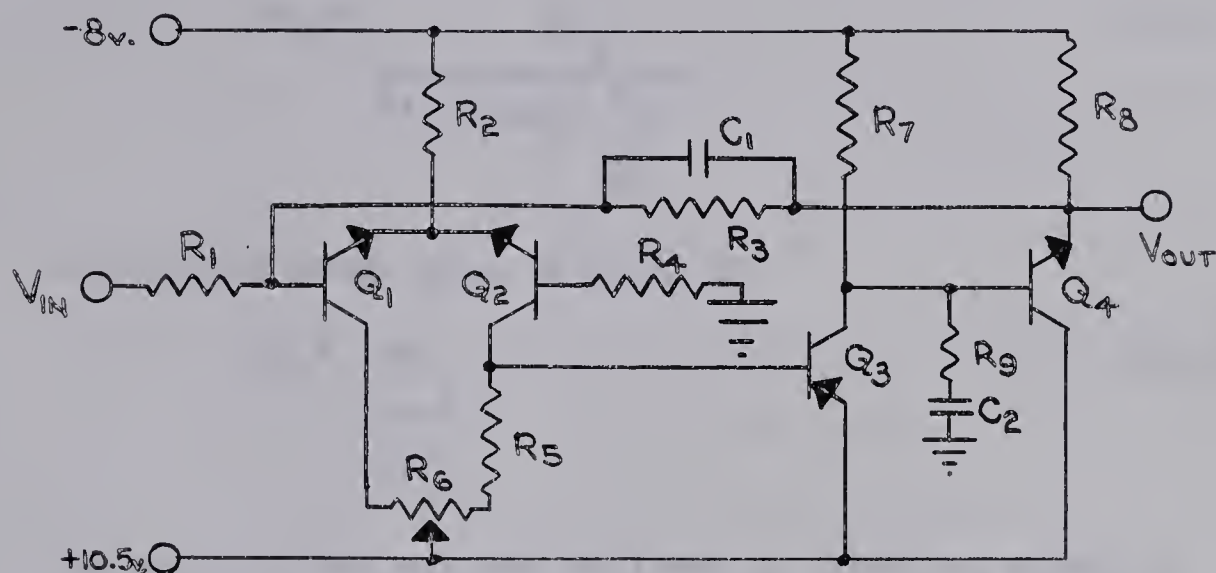 -8v.
R2
C1
R7
R8
R1
R3
VOUT
VIN
Q1
Q2
R4
Q4
Q3
R9
C2
R5
R6
+10.5v.